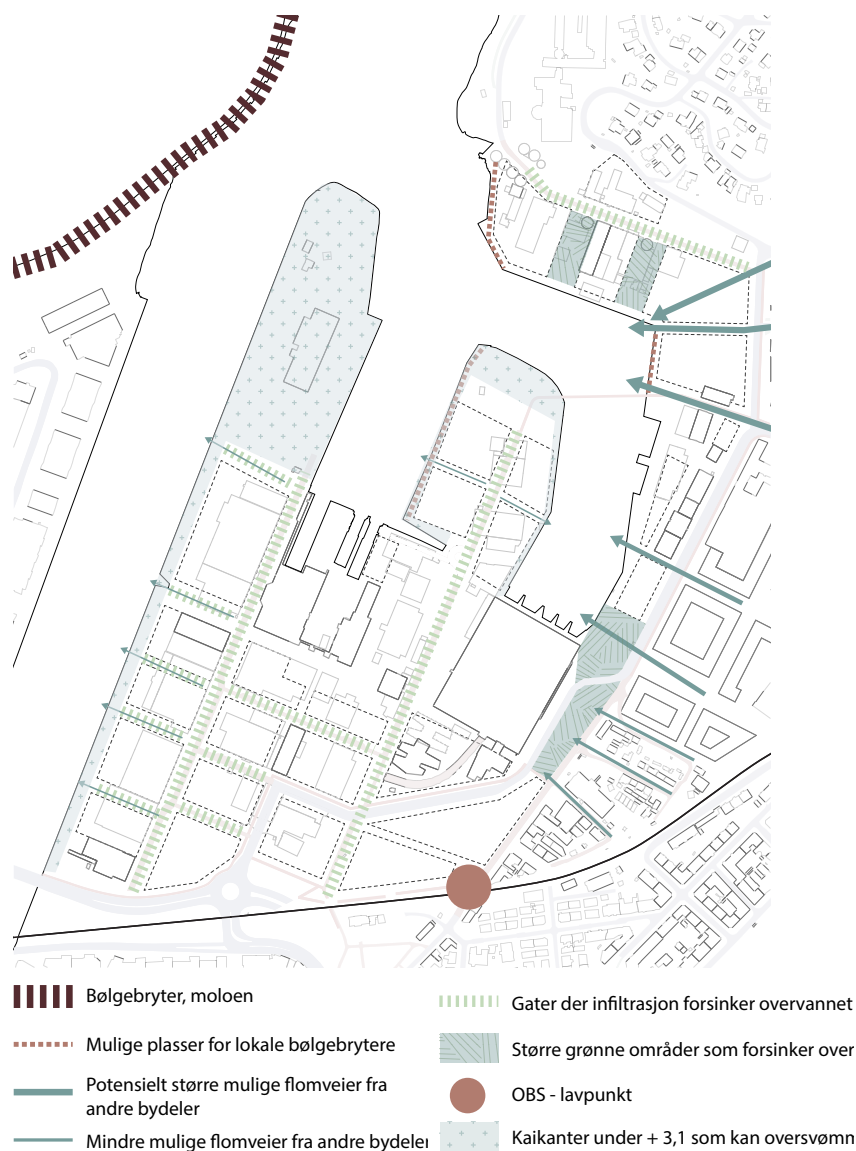 Bølgebryter, moloen
Mulige plasser for lokale bølgebrytere
Potensielt større mulige flomveier fra
andre bydeler
Mindre mulige flomveier fra andre bydeler
Gater der infiltrasjon forsinker overvannet
Større grønne områder som forsinker over
OBS - lavpunkt
Kaikanter under + 3,1 som kan oversvømm